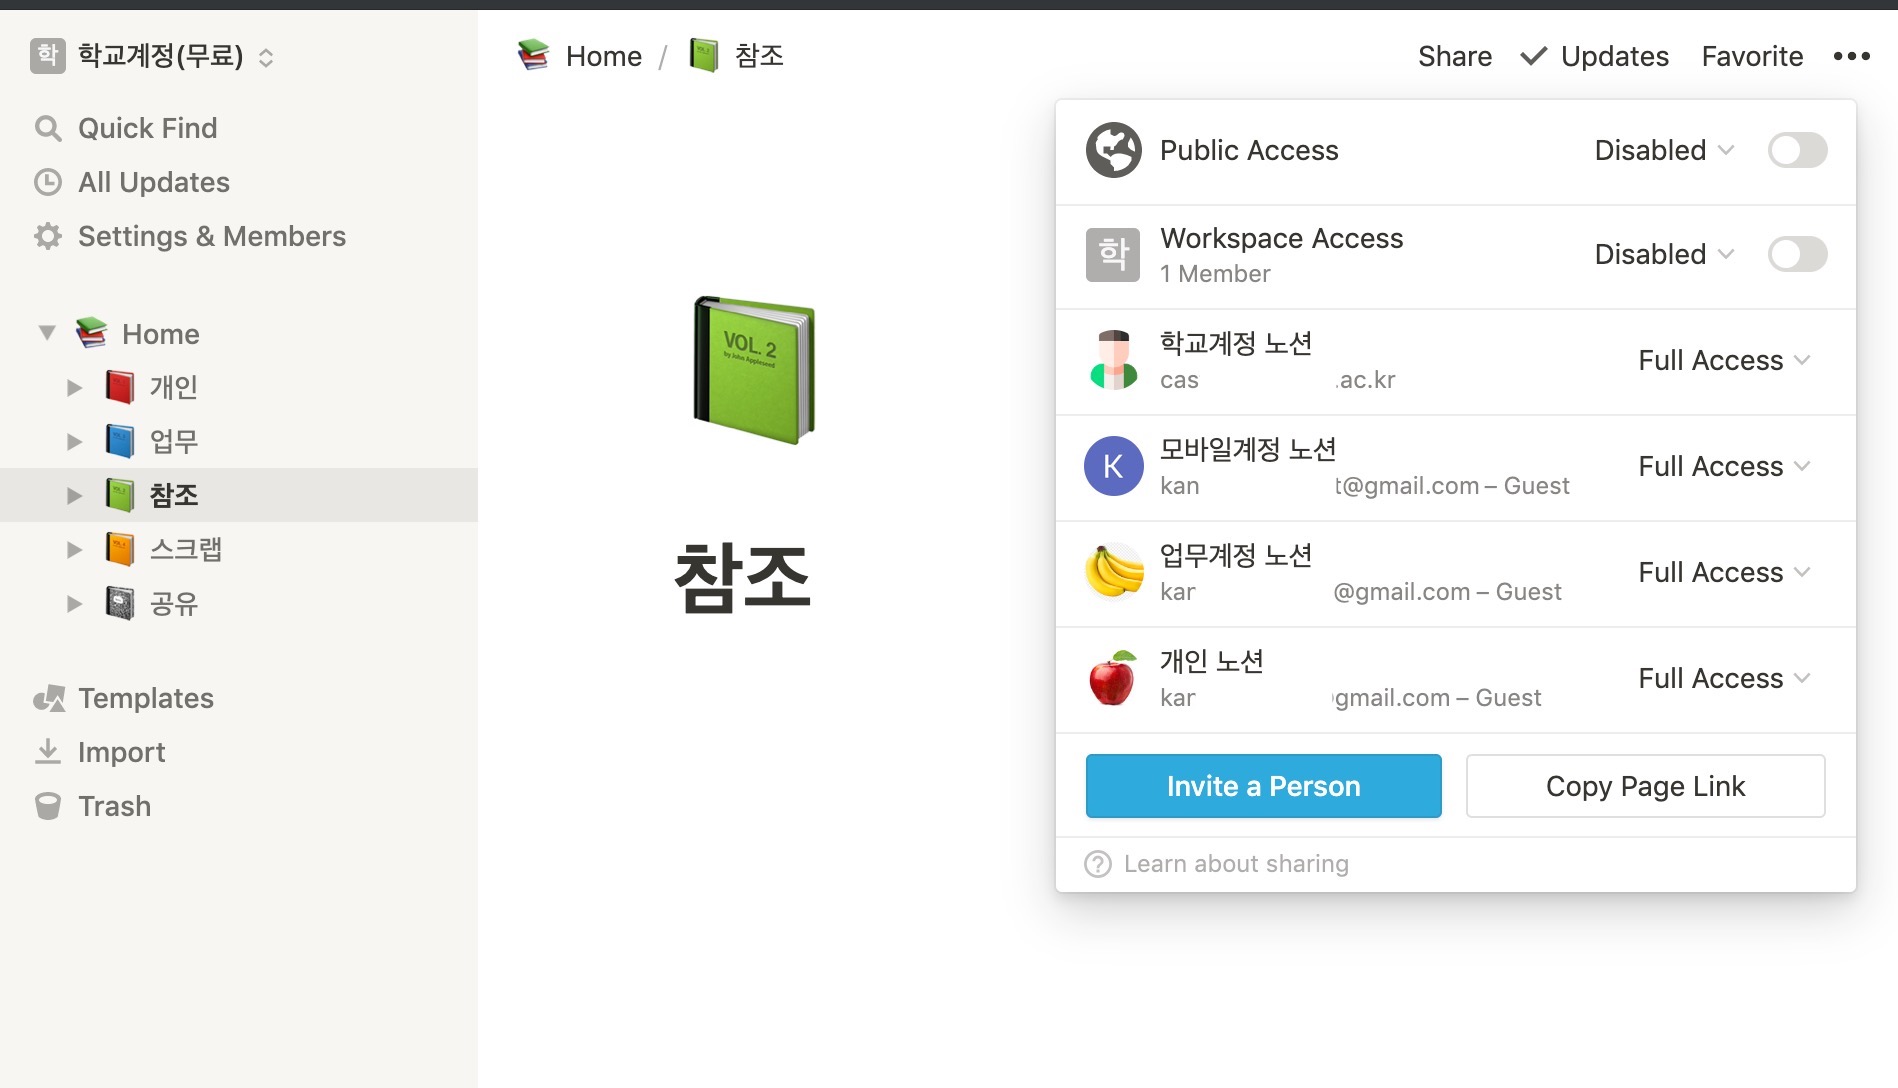 학 학교계정(무료)
Quick Find
All Updates
Settings & Members
Home
개인
업무
참조
스크랩
공유
Templates
Import
Trash
Home / 참조
Share Updates Favorite •••
VOL. 2
by John Appleseed
참조
Public Access Disabled
학 Workspace Access Disabled
1 Member
학교계정 노션 Full Access
cas .ac.kr
K 모바일계정 노션 Full Access
kan t@gmail.com – Guest
업무계정 노션 Full Access
kar @gmail.com – Guest
개인 노션 Full Access
kar gmail.com – Guest
Invite a Person Copy Page Link
? Learn about sharing